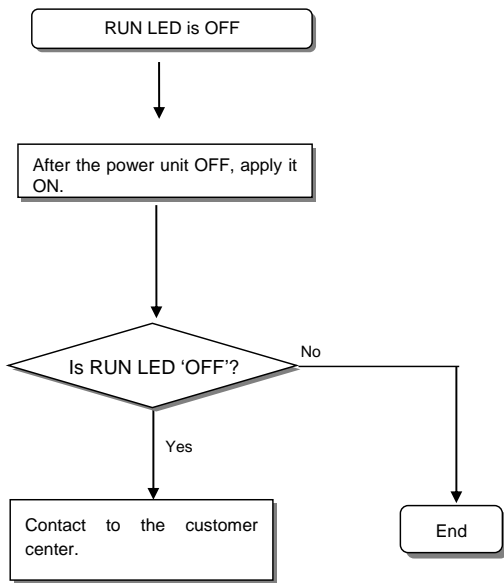 RUN LED is OFF
After the power unit OFF, apply it
ON.
Is RUN LED ‘OFF’?
No
Yes
Contact to the customer
center.
End